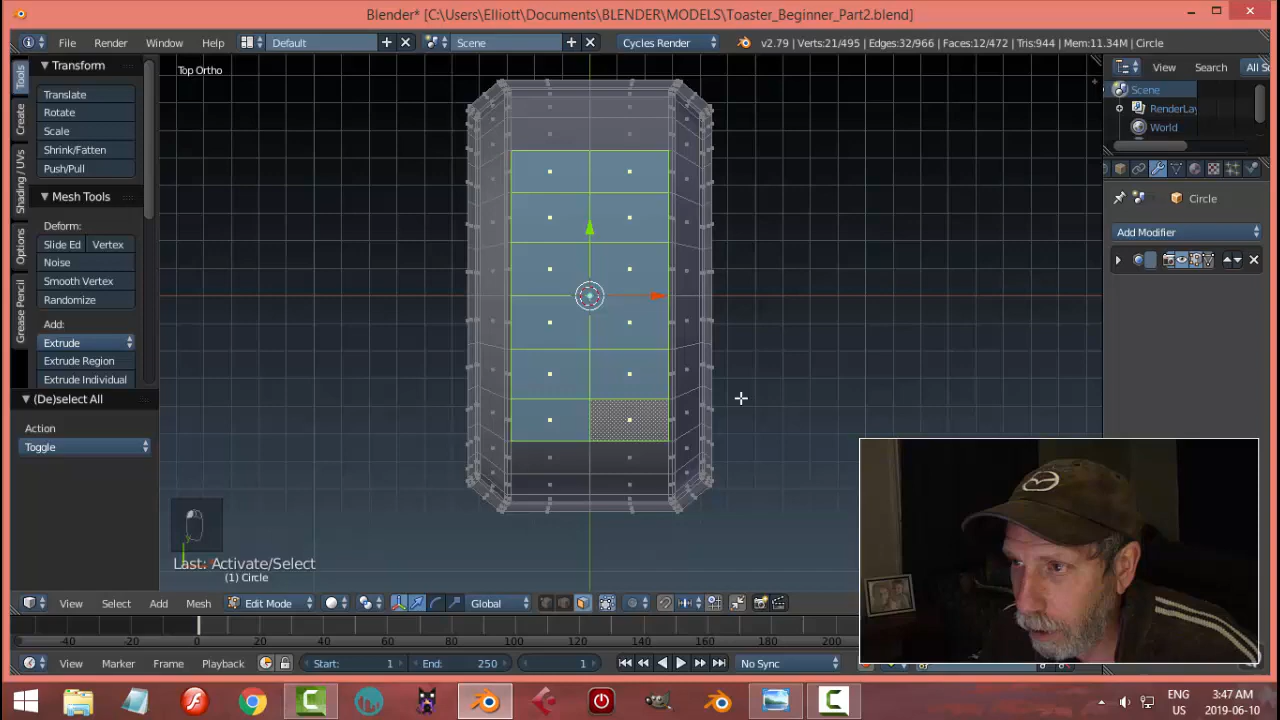 Blender* [C:\Users\Elliott\Documents\BLENDER\MODELS\Toaster_Beginner_Part2.blend]
File Render Window Help Default Scene Cycles Render v2.79 | Verts:21/495 | Edges:32/966 | Faces:12/472 | Tris:944 | Mem:11.34M | Circle
Tools
Create
Shading / UVs
Options
Grease Pencil
Transform
Translate
Rotate
Scale
Shrink/Fatten
Push/Pull
Mesh Tools
Deform:
Slide Ed Vertex
Noise
Smooth Vertex
Randomize
Add:
Extrude
Extrude Region
Extrude Individual
(De)select All
Action
Toggle
Top Ortho
Last: Activate/Select
(1) Circle
View Search All S
Scene
RenderLay
World
Circle
Add Modifier
View Select Add Mesh Edit Mode Global
-40 -20 0 20 40 60 80 100 120 140 160 180 200
View Marker Frame Playback Start: 1 End: 250 1 No Sync
ENG
US
3:47 AM
2019-06-10